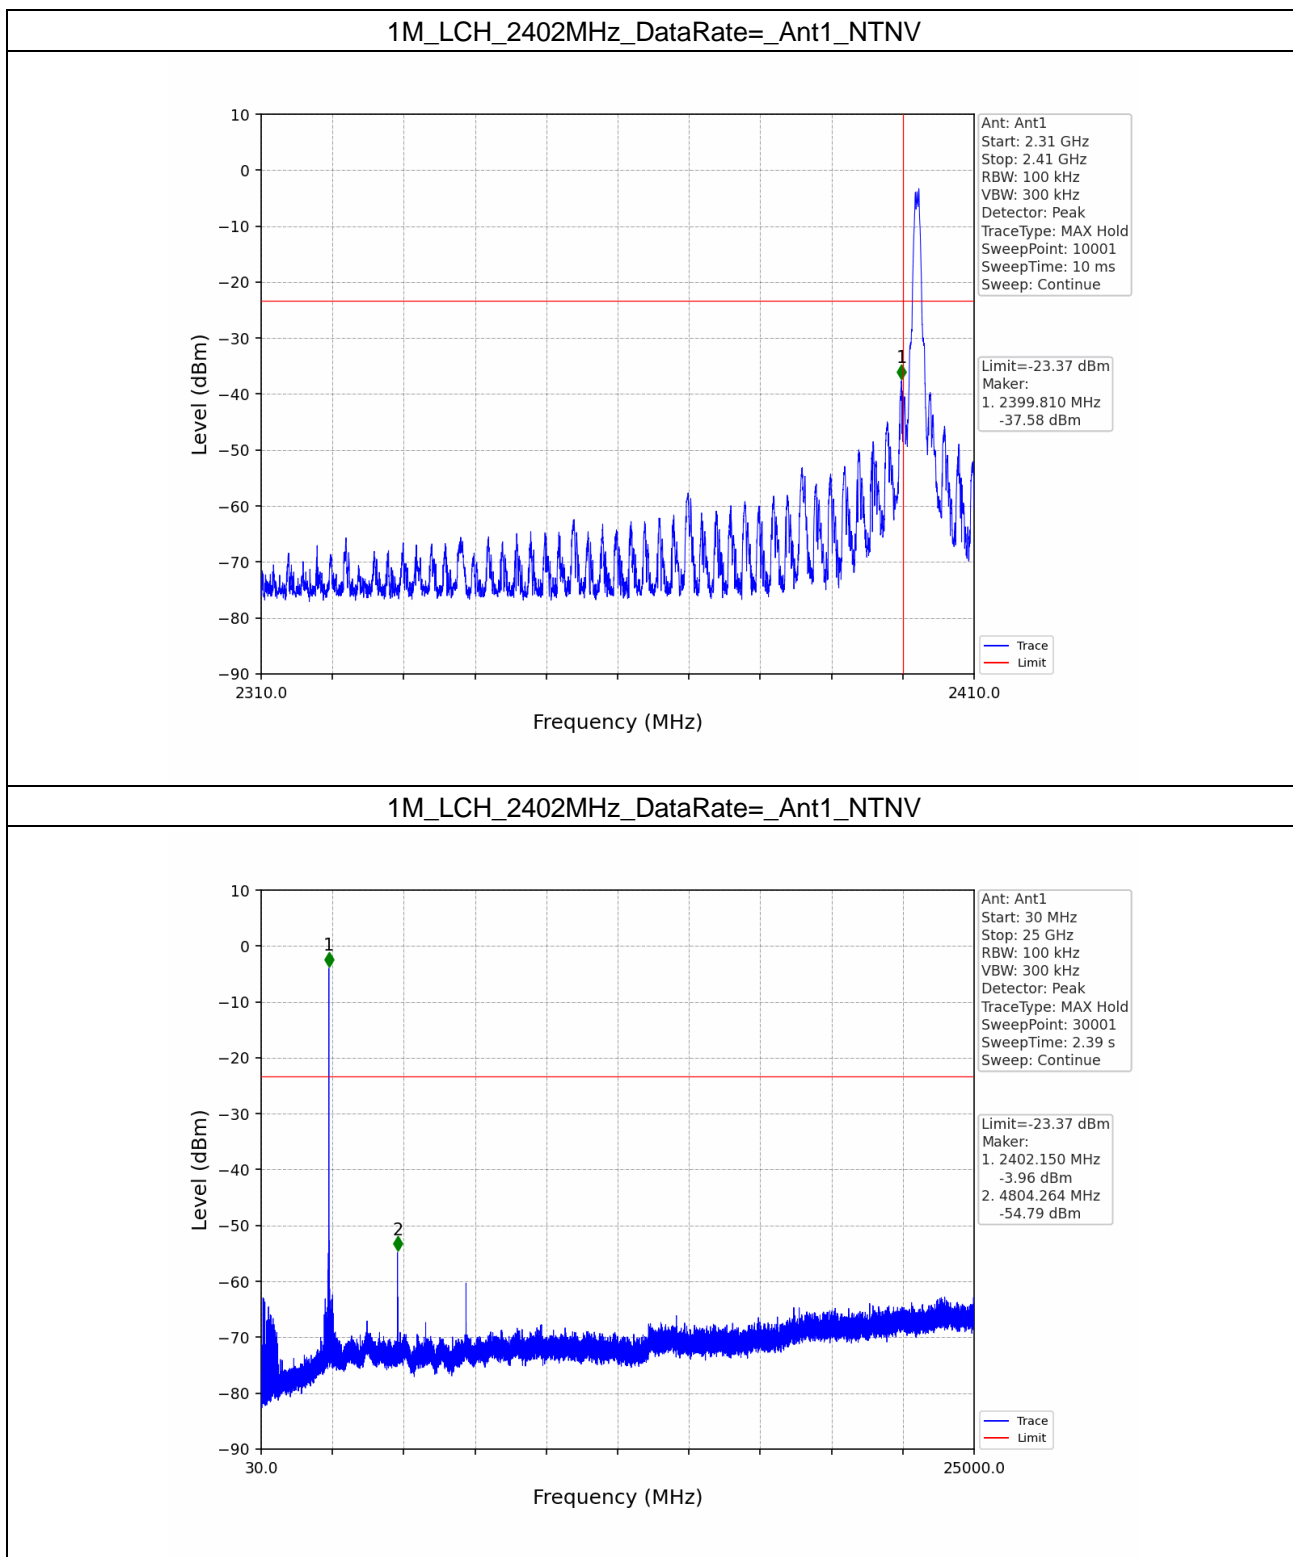 1M_LCH_2402MHz_DataRate=_Ant1_NTNV
10
0
−10
−20
−30
−40
−50
−60
−70
−80
−90
Level (dBm)
1
2310.0
2410.0
Frequency (MHz)
Ant: Ant1
Start: 2.31 GHz
Stop: 2.41 GHz
RBW: 100 kHz
VBW: 300 kHz
Detector: Peak
TraceType: MAX Hold
SweepPoint: 10001
SweepTime: 10 ms
Sweep: Continue
Limit=-23.37 dBm
Maker:
1. 2399.810 MHz
-37.58 dBm
Trace
Limit
1M_LCH_2402MHz_DataRate=_Ant1_NTNV
10
0
−10
−20
−30
−40
−50
−60
−70
−80
−90
Level (dBm)
1
2
30.0
25000.0
Frequency (MHz)
Ant: Ant1
Start: 30 MHz
Stop: 25 GHz
RBW: 100 kHz
VBW: 300 kHz
Detector: Peak
TraceType: MAX Hold
SweepPoint: 30001
SweepTime: 2.39 s
Sweep: Continue
Limit=-23.37 dBm
Maker:
1. 2402.150 MHz
-3.96 dBm
2. 4804.264 MHz
-54.79 dBm
Trace
Limit